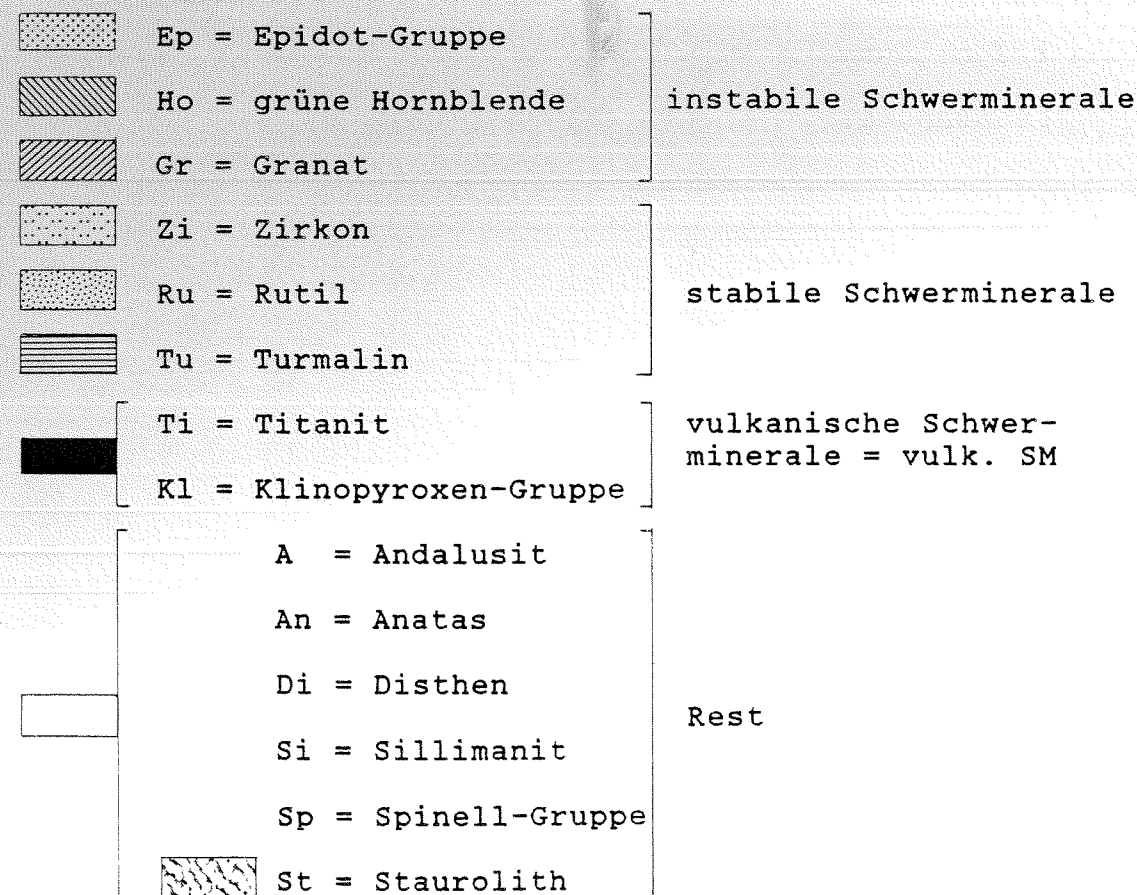 Ep = Epidot-Gruppe
Ho = grüne Hornblende
instabile Schwerminerale
Gr = Granat
Zi = Zirkon
Ru = Rutil
stabile Schwerminerale
Tu = Turmalin
Ti = Titanit
vulkanische Schwer-
minerale = vulk. SM
Kl = Klinopyroxen-Gruppe
A = Andalusit
An = Anatas
Di = Disthen
Rest
Si = Sillimanit
Sp = Spinell-Gruppe
St = Staurolith